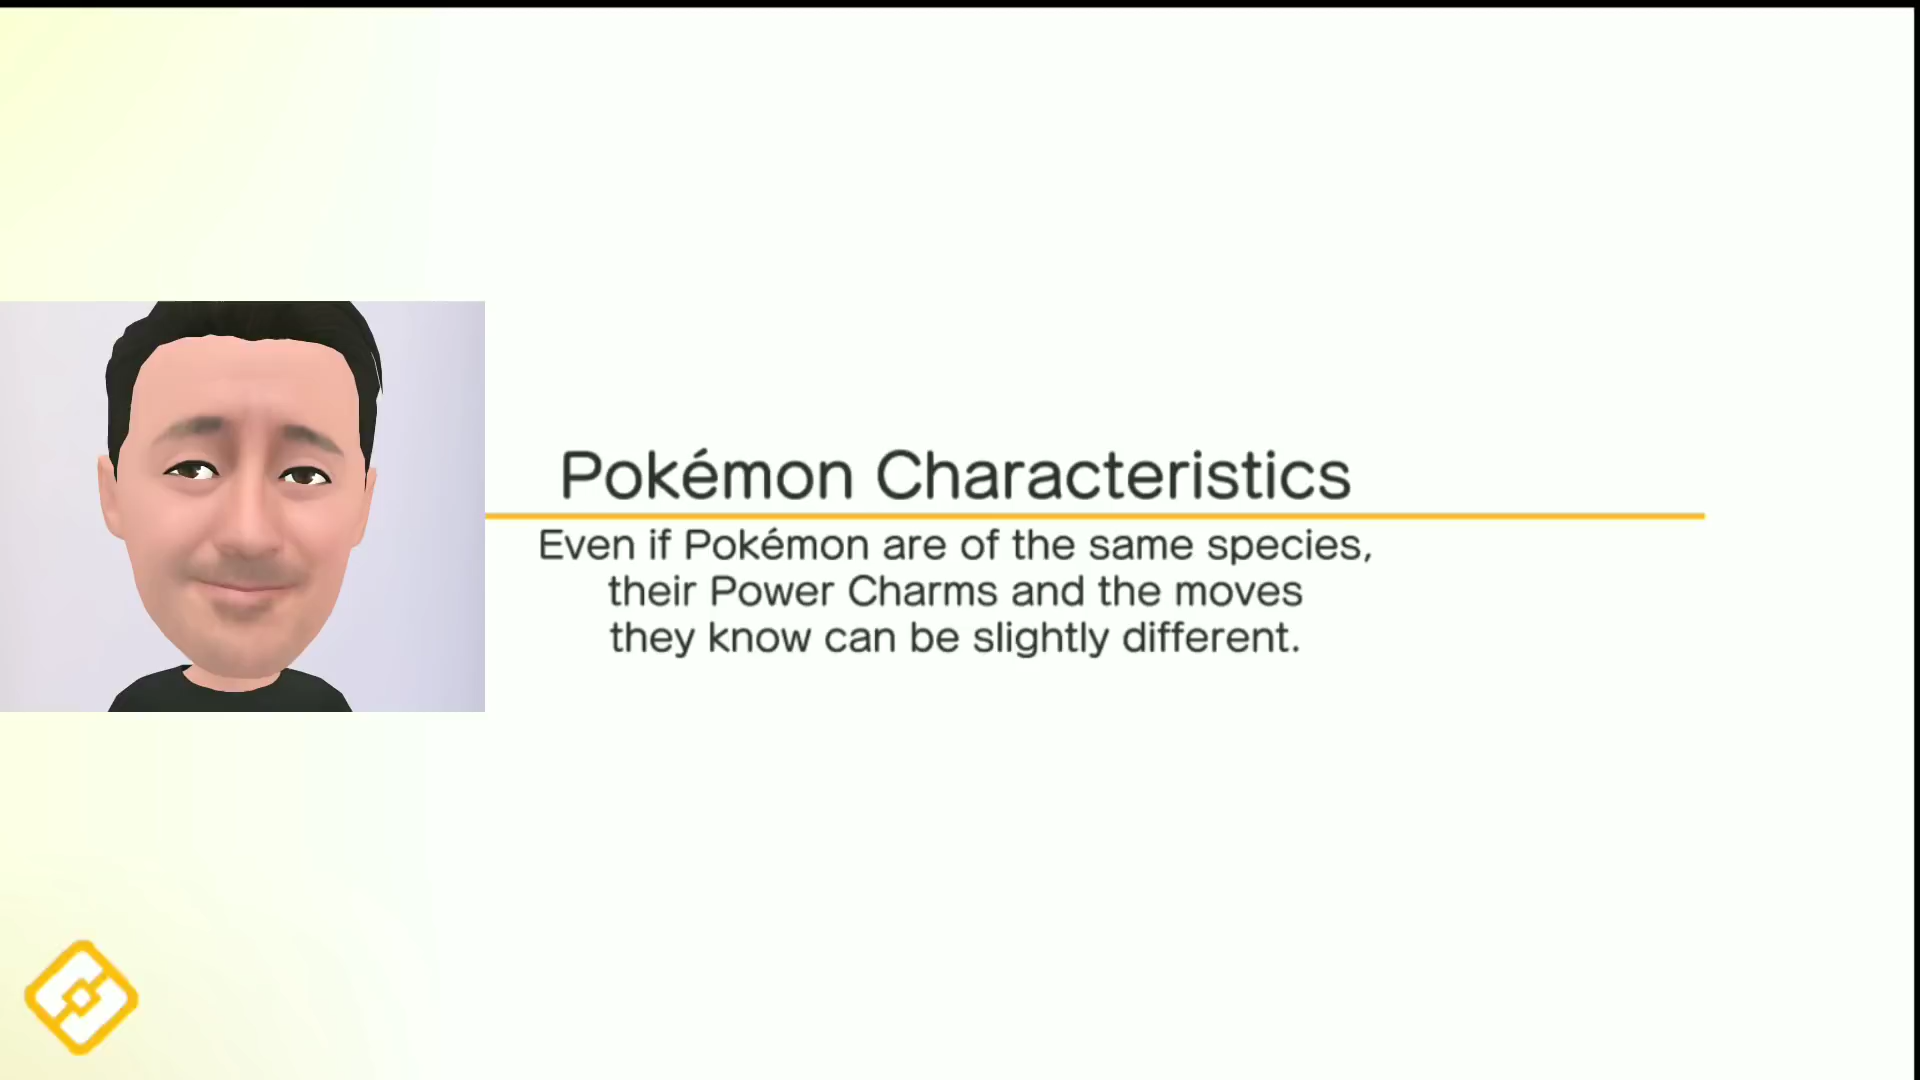 Pokémon Characteristics
Even if Pokémon are of the same species,
their Power Charms and the moves
they know can be slightly different.